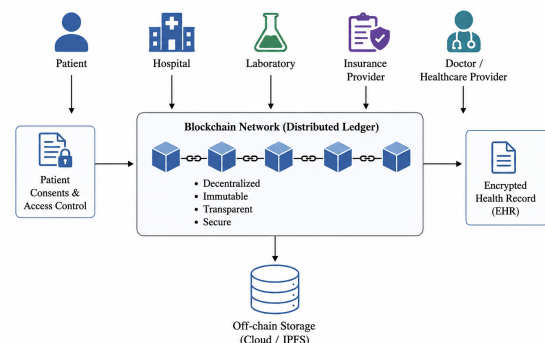 Patient
Hospital
Laboratory
Insurance
Provider
Doctor /
Healthcare Provider
Blockchain Network (Distributed Ledger)
• Decentralized
• Immutable
• Transparent
• Secure
Patient
Consents &
Access Control
Encrypted
Health Record
(EHR)
Off-chain Storage
(Cloud / IPFS)